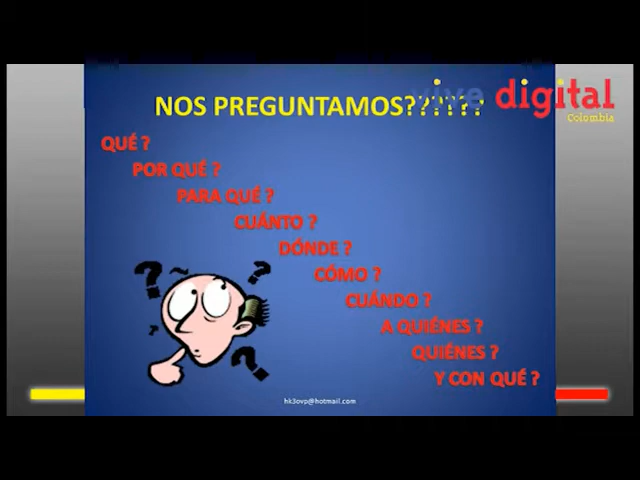 vive digital
Colombia
NOS PREGUNTAMOS??????
QUÉ ?
POR QUÉ ?
PARA QUÉ ?
CUÁNTO ?
DÓNDE ?
CÓMO ?
CUÁNDO ?
A QUIÉNES ?
QUIÉNES ?
Y CON QUÉ ?
? ? ? ?
hk3ovp@hotmail.com